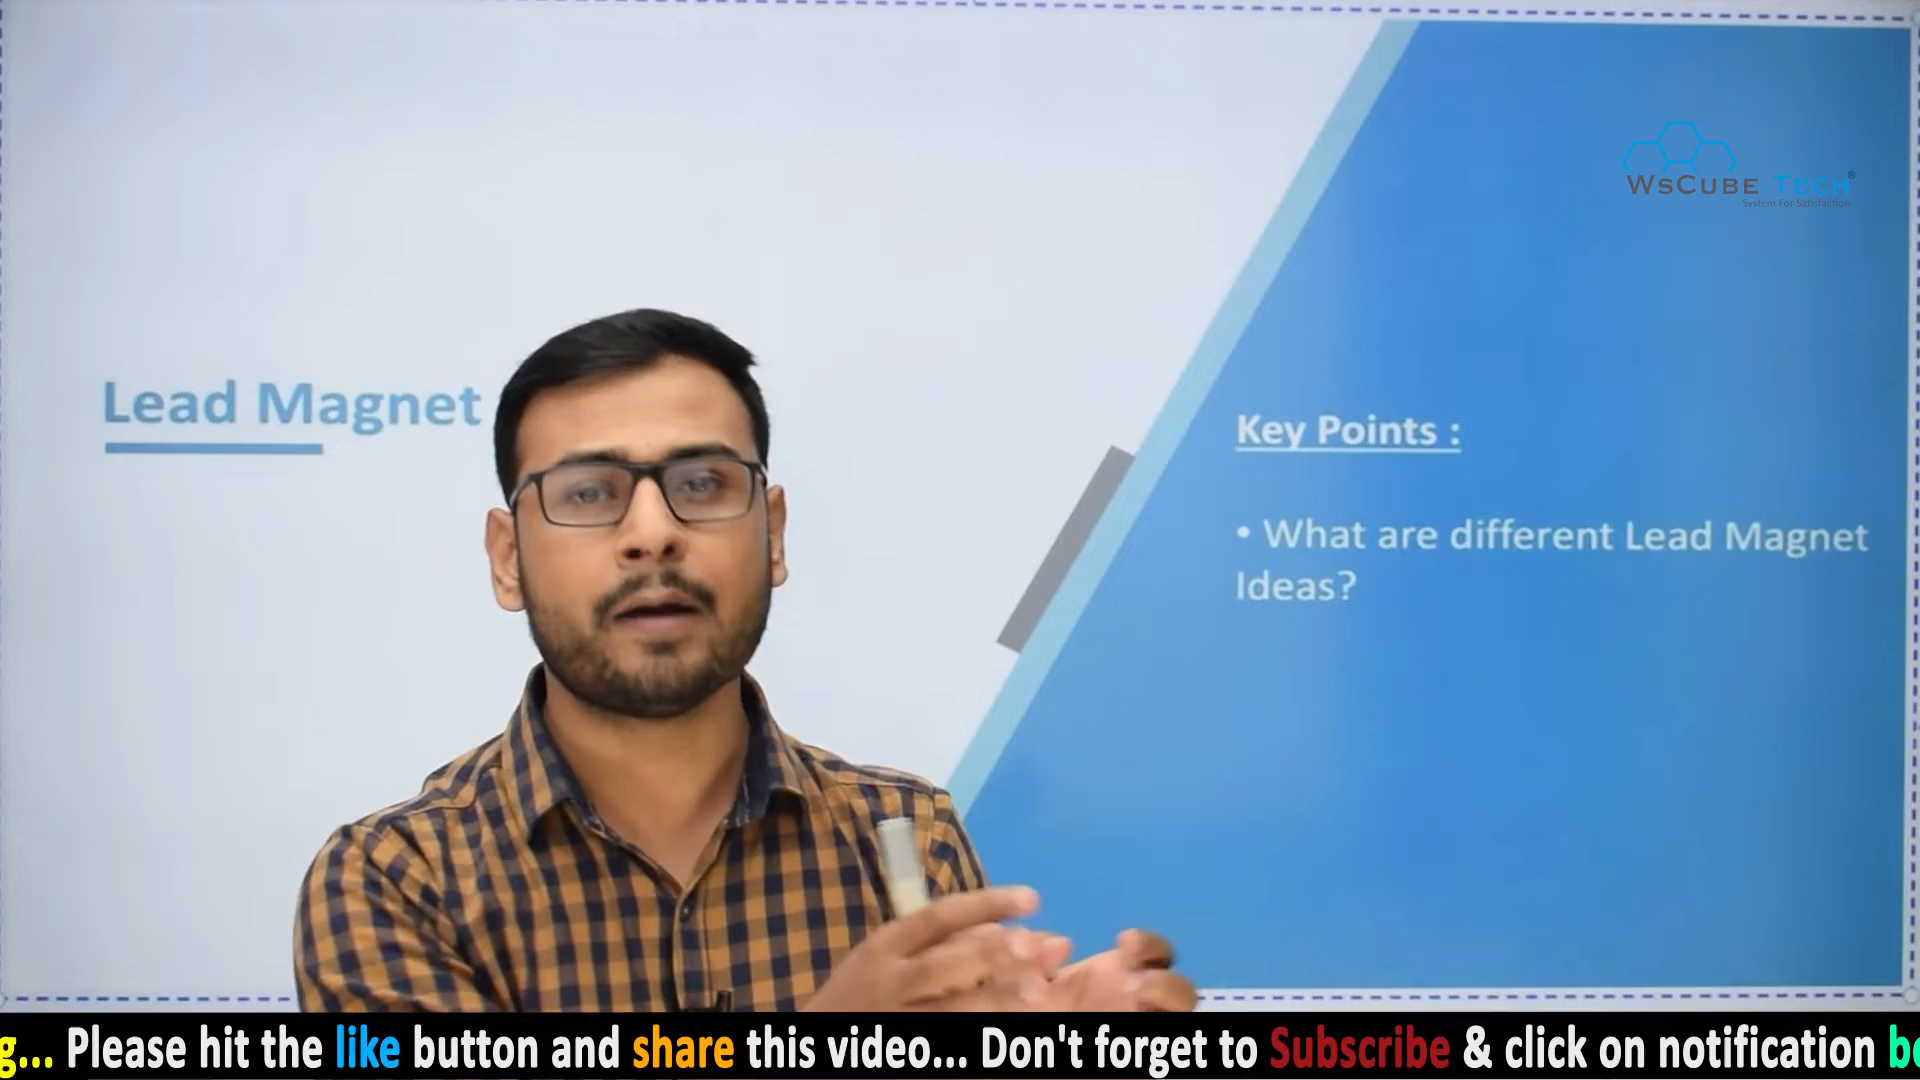 WsCube Tech®
System For Satisfaction
Lead Magnet
Key Points :
• What are different Lead Magnet
Ideas?
g... Please hit the like button and share this video... Don't forget to Subscribe & click on notification be